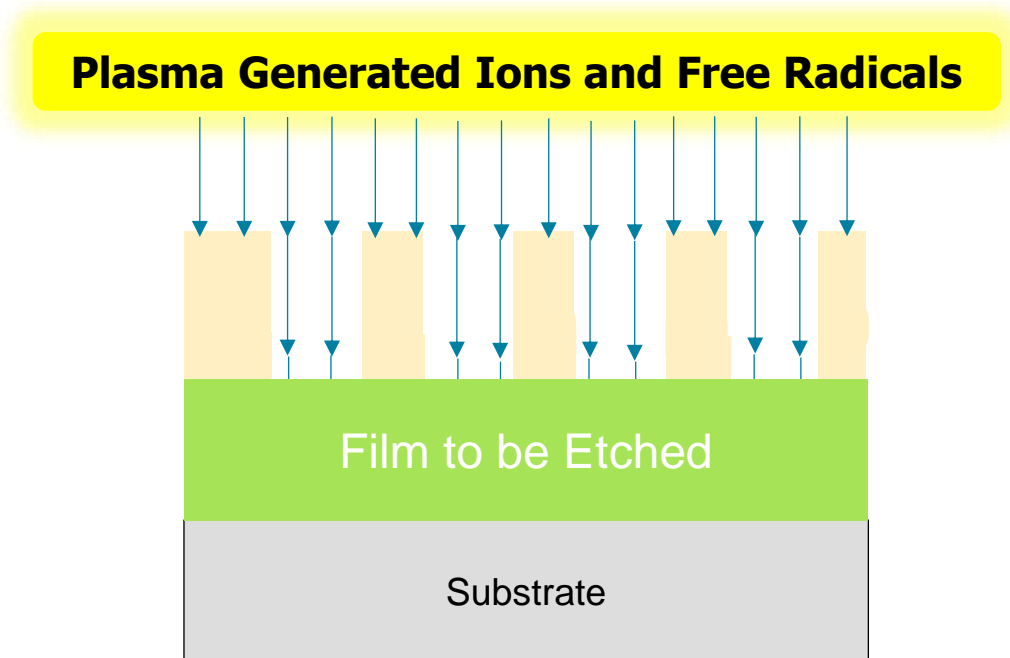 Plasma Generated Ions and Free Radicals
Film to be Etched
Substrate